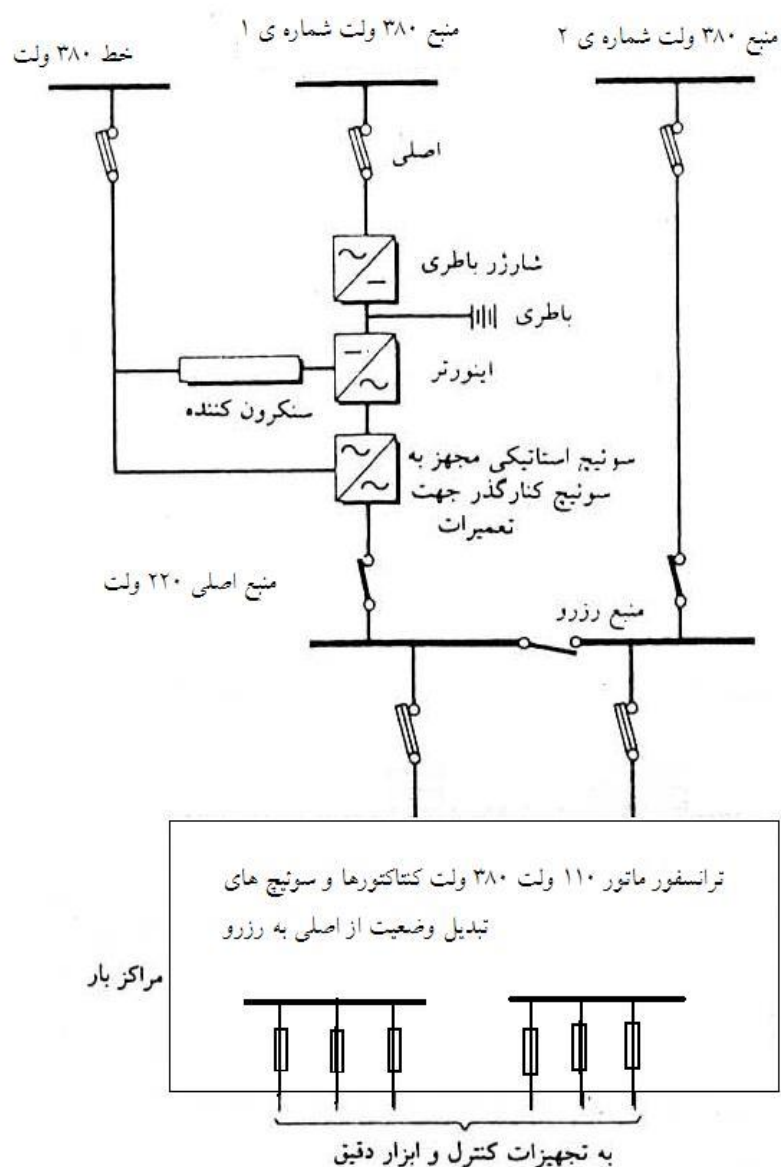 منبع ۳۸۰ ولت شماره ی ۱
منبع ۳۸۰ ولت شماره ی ۲
خط ۳۸۰ ولت
اصلی
شارژر باطری
باطری
اینورتر
سنکرون کننده
سوئیچ استاتیکی مجهز به
سوئیچ کنارگذر جهت
تعمیرات
منبع اصلی ۲۲۰ ولت
منبع رزرو
ترانسفور ماتور ۱۱۰ ولت ۳۸۰ ولت کنتاکتورها و سوئیچ های
تبدیل وضعیت از اصلی به رزرو
مراکز بار
به تجهیزات کنترل و ابزار دقیق